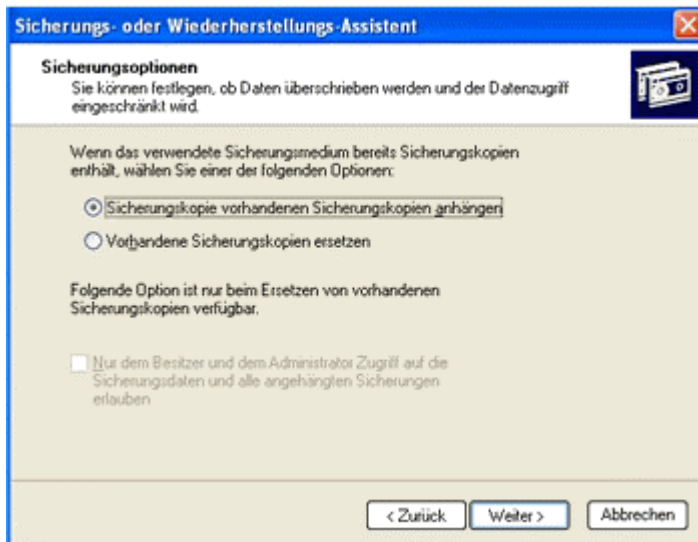 Sicherungs- oder Wiederherstellungs-Assistent
Sicherungsoptionen
Sie können festlegen, ob Daten überschrieben werden und der Datenzugriff
eingeschränkt wird.
Wenn das verwendete Sicherungsmedium bereits Sicherungskopien
enthält, wählen Sie einer der folgenden Optionen:
Sicherungskopie vorhandenen Sicherungskopien anhängen
Vorhandene Sicherungskopien ersetzen
Folgende Option ist nur beim Ersetzen von vorhandenen
Sicherungskopien verfügbar.
Nur dem Besitzer und dem Administrator Zugriff auf die
Sicherungsdaten und alle angehängten Sicherungen
erlauben
< Zurück
Weiter >
Abbrechen